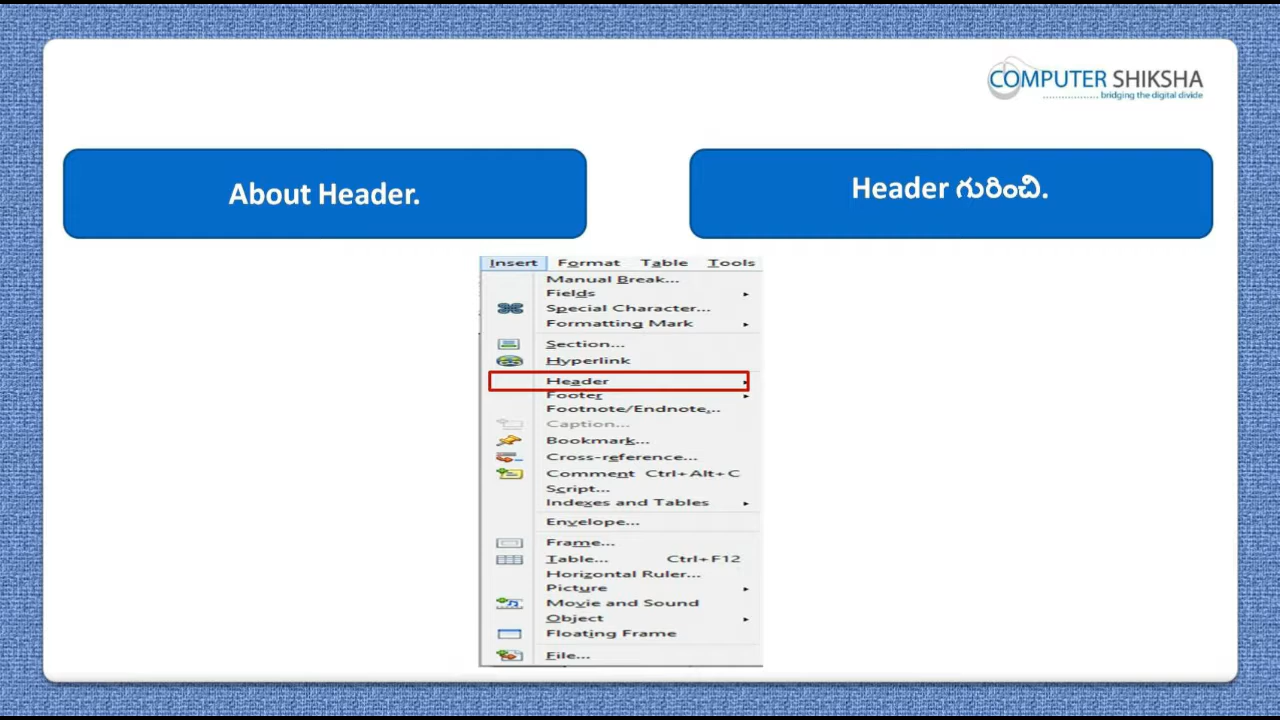 COMPUTER SHIKSHA
bridging the digital divide
About Header.
Header గురించి.
Insert Format Table Tools
Manual Break...
Fields
Special Character...
Formatting Mark
Section...
Hyperlink
Header
Footer
Footnote/Endnote...
Caption...
Bookmark...
Cross-reference...
Comment Ctrl+Alt+C
Script...
Indexes and Tables
Envelope...
Frame...
Table... Ctrl+F12
Horizontal Ruler...
Picture
Movie and Sound
Object
Floating Frame
File...